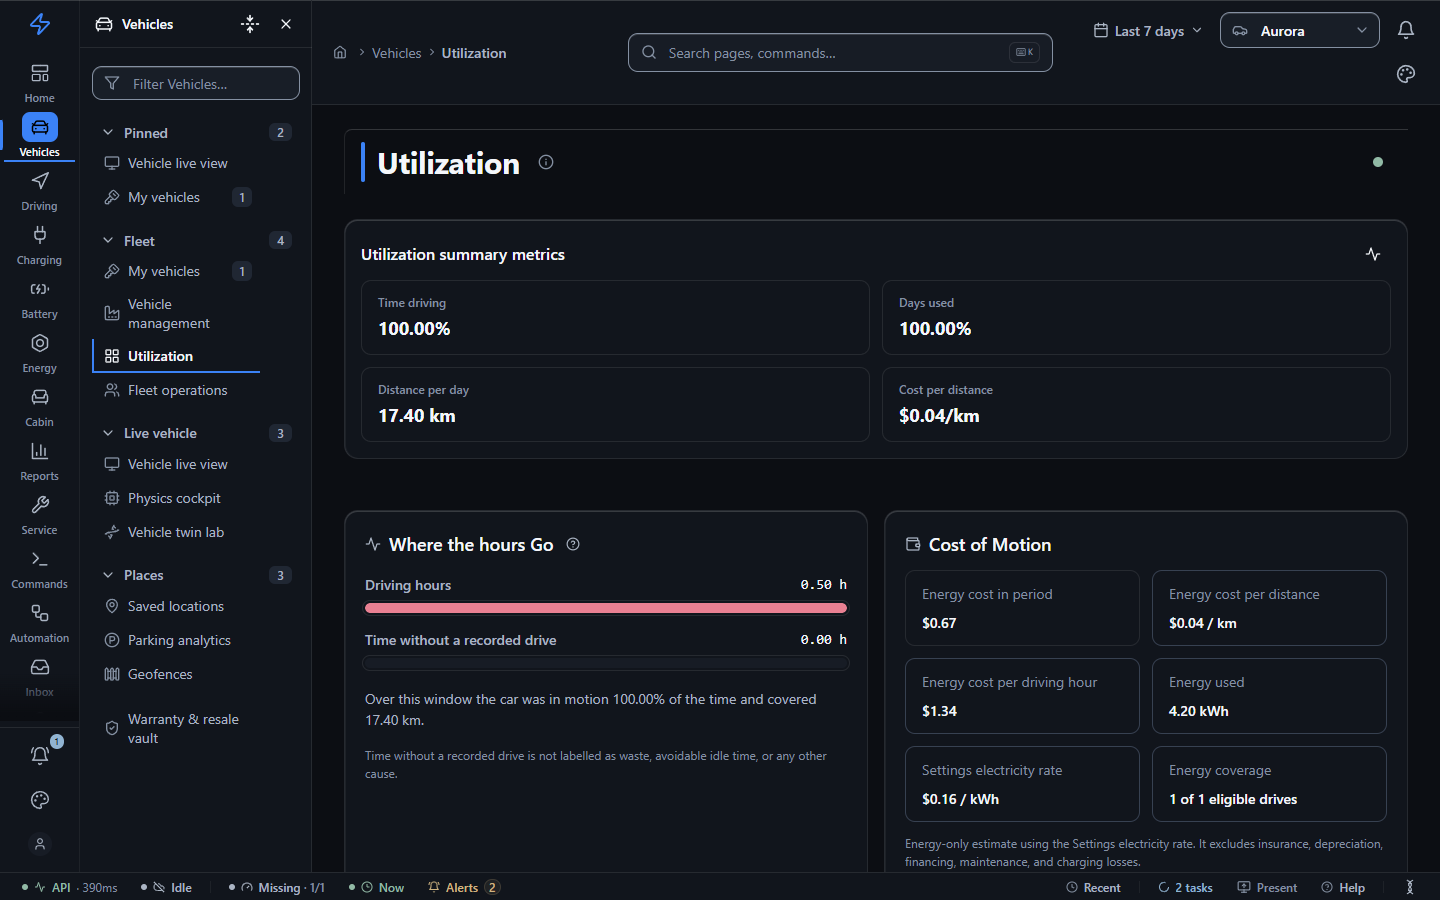 Vehicles
Filter Vehicles...
Home
Vehicles
Driving
Charging
Battery
Energy
Cabin
Reports
Service
Commands
Automation
Inbox
1
Pinned 2
Vehicle live view
My vehicles 1
Fleet 4
My vehicles 1
Vehicle
management
Utilization
Fleet operations
Live vehicle 3
Vehicle live view
Physics cockpit
Vehicle twin lab
Places 3
Saved locations
Parking analytics
Geofences
Warranty & resale
vault
Vehicles
Utilization
Search pages, commands...
K
Last 7 days
Aurora
Utilization
Utilization summary metrics
Time driving
100.00%
Days used
100.00%
Distance per day
17.40 km
Cost per distance
$0.04/km
Where the hours Go
Driving hours 0.50 h
Time without a recorded drive 0.00 h
Over this window the car was in motion 100.00% of the time and covered
17.40 km.
Time without a recorded drive is not labelled as waste, avoidable idle time, or any other
cause.
Cost of Motion
Energy cost in period
$0.67
Energy cost per distance
$0.04 / km
Energy cost per driving hour
$1.34
Energy used
4.20 kWh
Settings electricity rate
$0.16 / kWh
Energy coverage
1 of 1 eligible drives
Energy-only estimate using the Settings electricity rate. It excludes insurance, depreciation,
financing, maintenance, and charging losses.
API · 390ms
Idle
Missing · 1/1
Now
Alerts 2
Recent
2 tasks
Present
Help